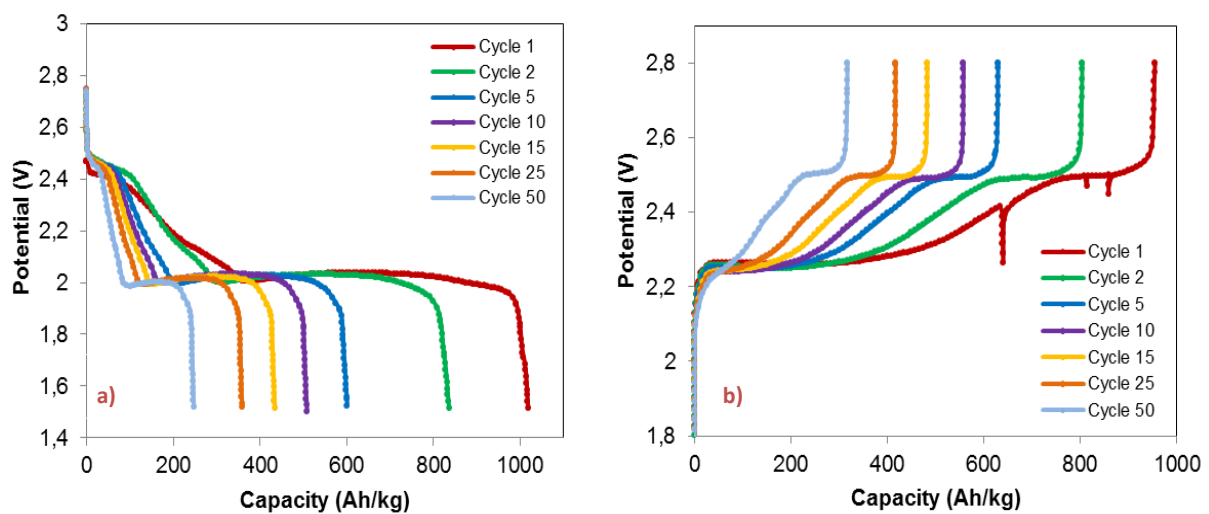 3
2,8
2,6
2,4
2,2
2
1,8
1,6
1,4
0 200 400 600 800 1000
Potential (V)
Capacity (Ah/kg)
Cycle 1
Cycle 2
Cycle 5
Cycle 10
Cycle 15
Cycle 25
Cycle 50
a)
2,8
2,6
2,4
2,2
2
1,8
0 200 400 600 800 1000
Potential (V)
Capacity (Ah/kg)
Cycle 1
Cycle 2
Cycle 5
Cycle 10
Cycle 15
Cycle 25
Cycle 50
b)